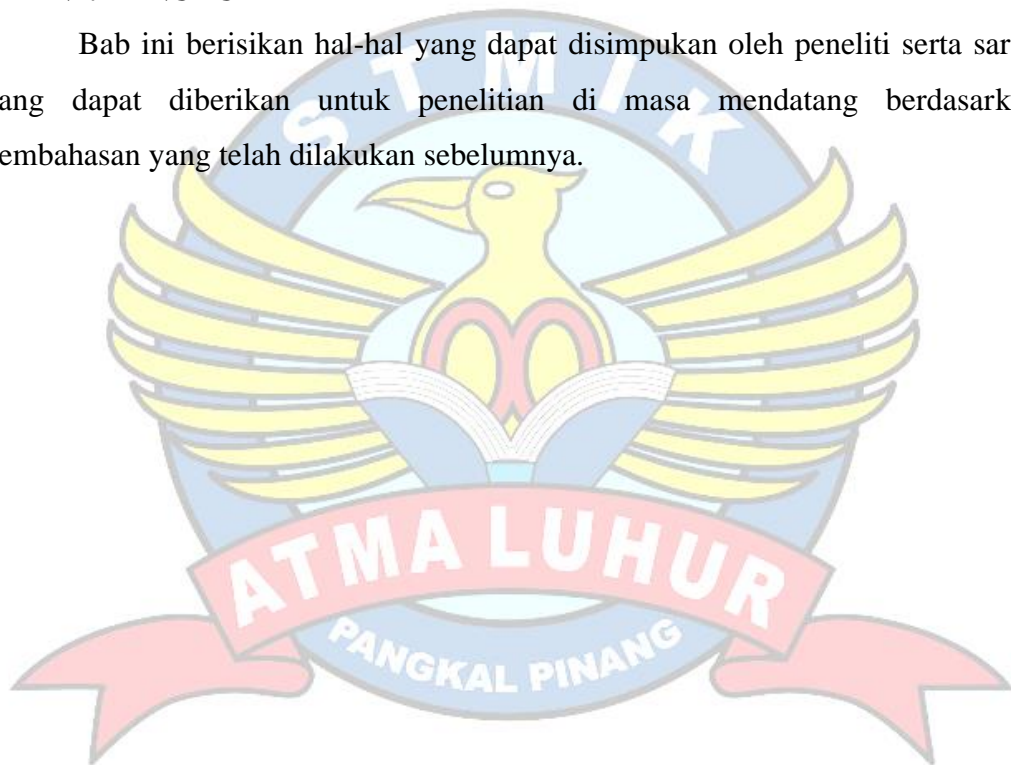 Bab ini berisikan hal-hal yang dapat disimpukan oleh peneliti serta sar
ang dapat diberikan untuk penelitian di masa mendatang berdasark
embahasan yang telah dilakukan sebelumnya.
STMIK
ATMA LUHUR
PANGKAL PINANG